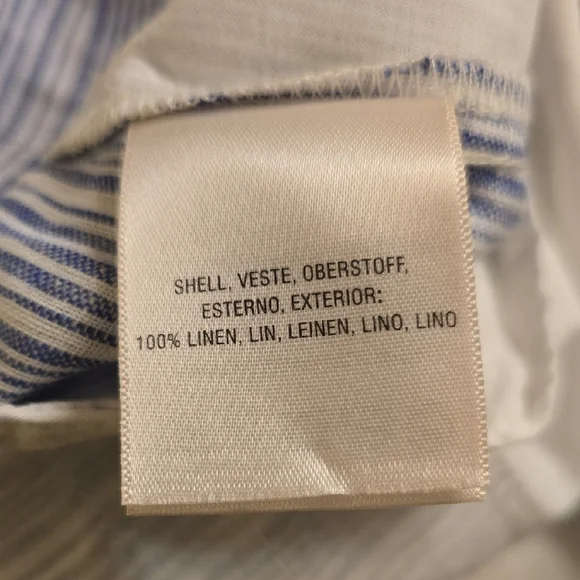 SHELL, VESTE, OBERSTOFF,
ESTERNO, EXTERIOR:
100% LINEN, LIN, LEINEN, LINO, LINO